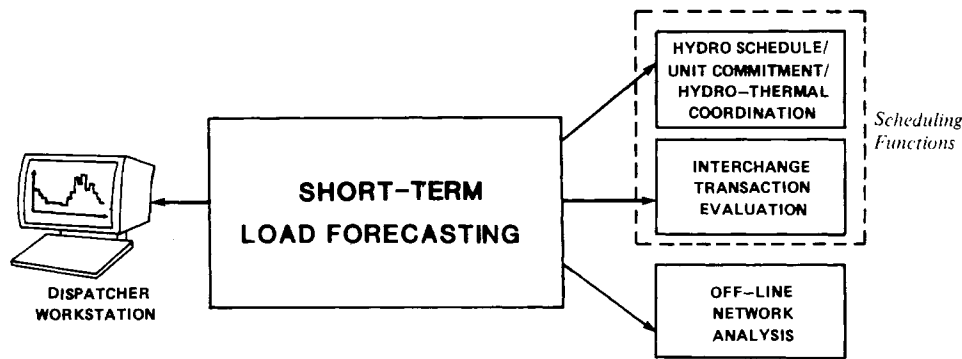 HYDRO SCHEDULE/
UNIT COMMITMENT/
HYDRO-THERMAL
COORDINATION
Scheduling
Functions
INTERCHANGE
TRANSACTION
EVALUATION
SHORT-TERM
LOAD FORECASTING
DISPATCHER
WORKSTATION
OFF-LINE
NETWORK
ANALYSIS